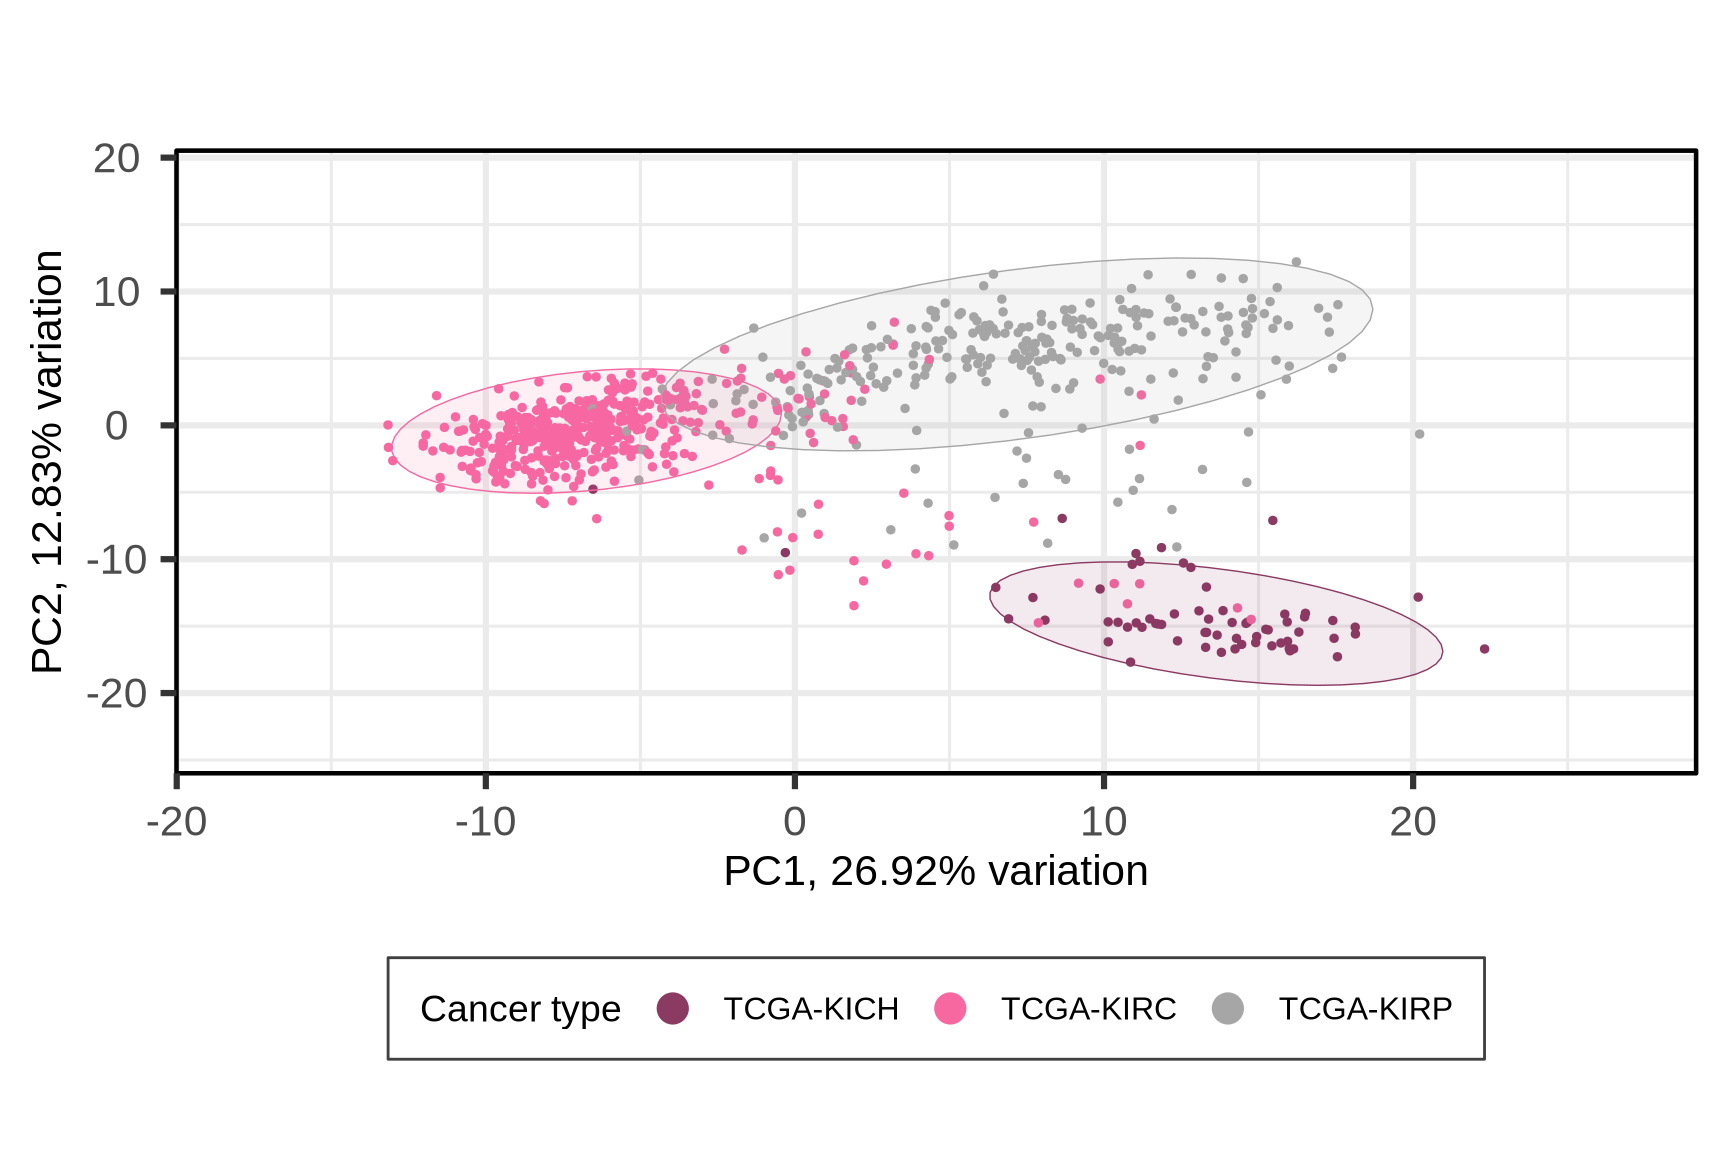 20
10
0
-10
-20
PC2, 12.83% variation
-20 -10 0 10 20
PC1, 26.92% variation
Cancer type TCGA-KICH TCGA-KIRC TCGA-KIRP